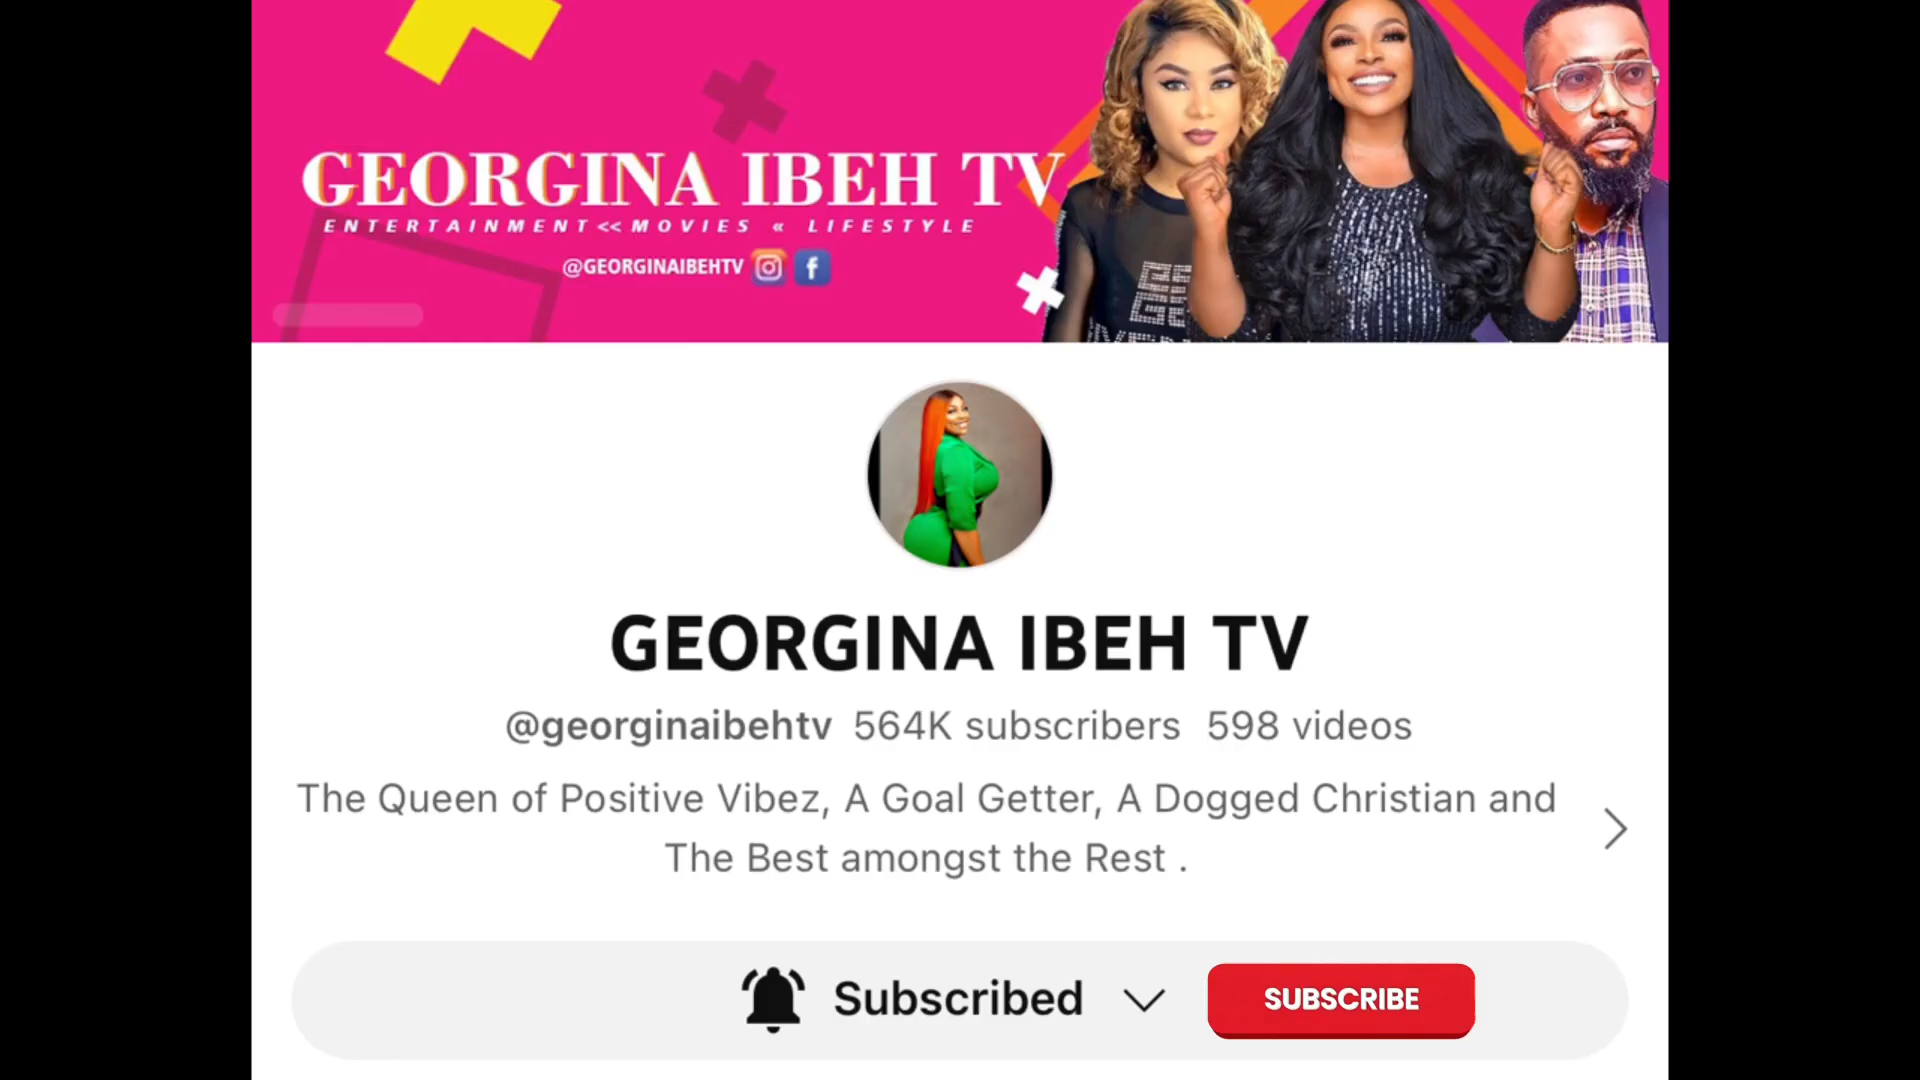 GEORGINA IBEH TV
ENTERTAINMENT << MOVIES « LIFESTYLE
@GEORGINAIBEHTV
GEORGINA IBEH TV
@georginaibehtv 564K subscribers 598 videos
The Queen of Positive Vibez, A Goal Getter, A Dogged Christian and
The Best amongst the Rest .
Subscribed
SUBSCRIBE